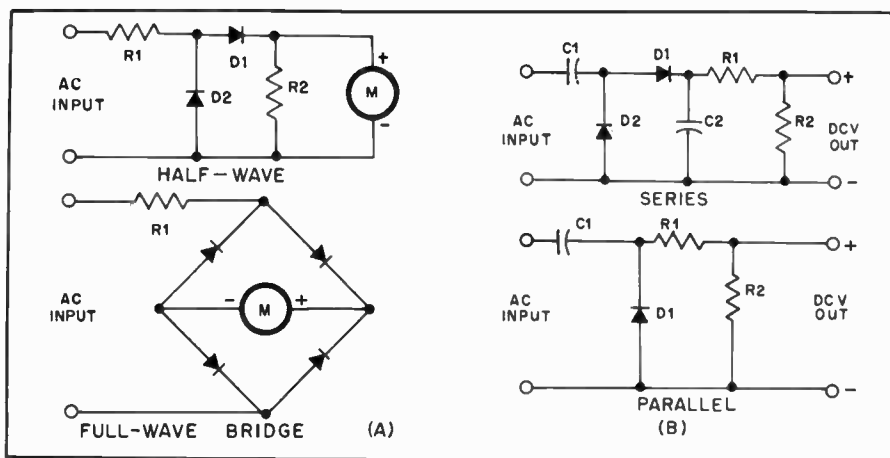 R1
D1
AC
INPUT
D2
R2
+
M
-
HALF-WAVE
R1
AC
INPUT
-
M
+
FULL-WAVE BRIDGE
(A)
C1
D1
R1
+
AC
INPUT
D2
C2
R2
DCV
OUT
-
SERIES
C1
R1
+
AC
INPUT
D1
R2
DCV
OUT
-
PARALLEL
(B)